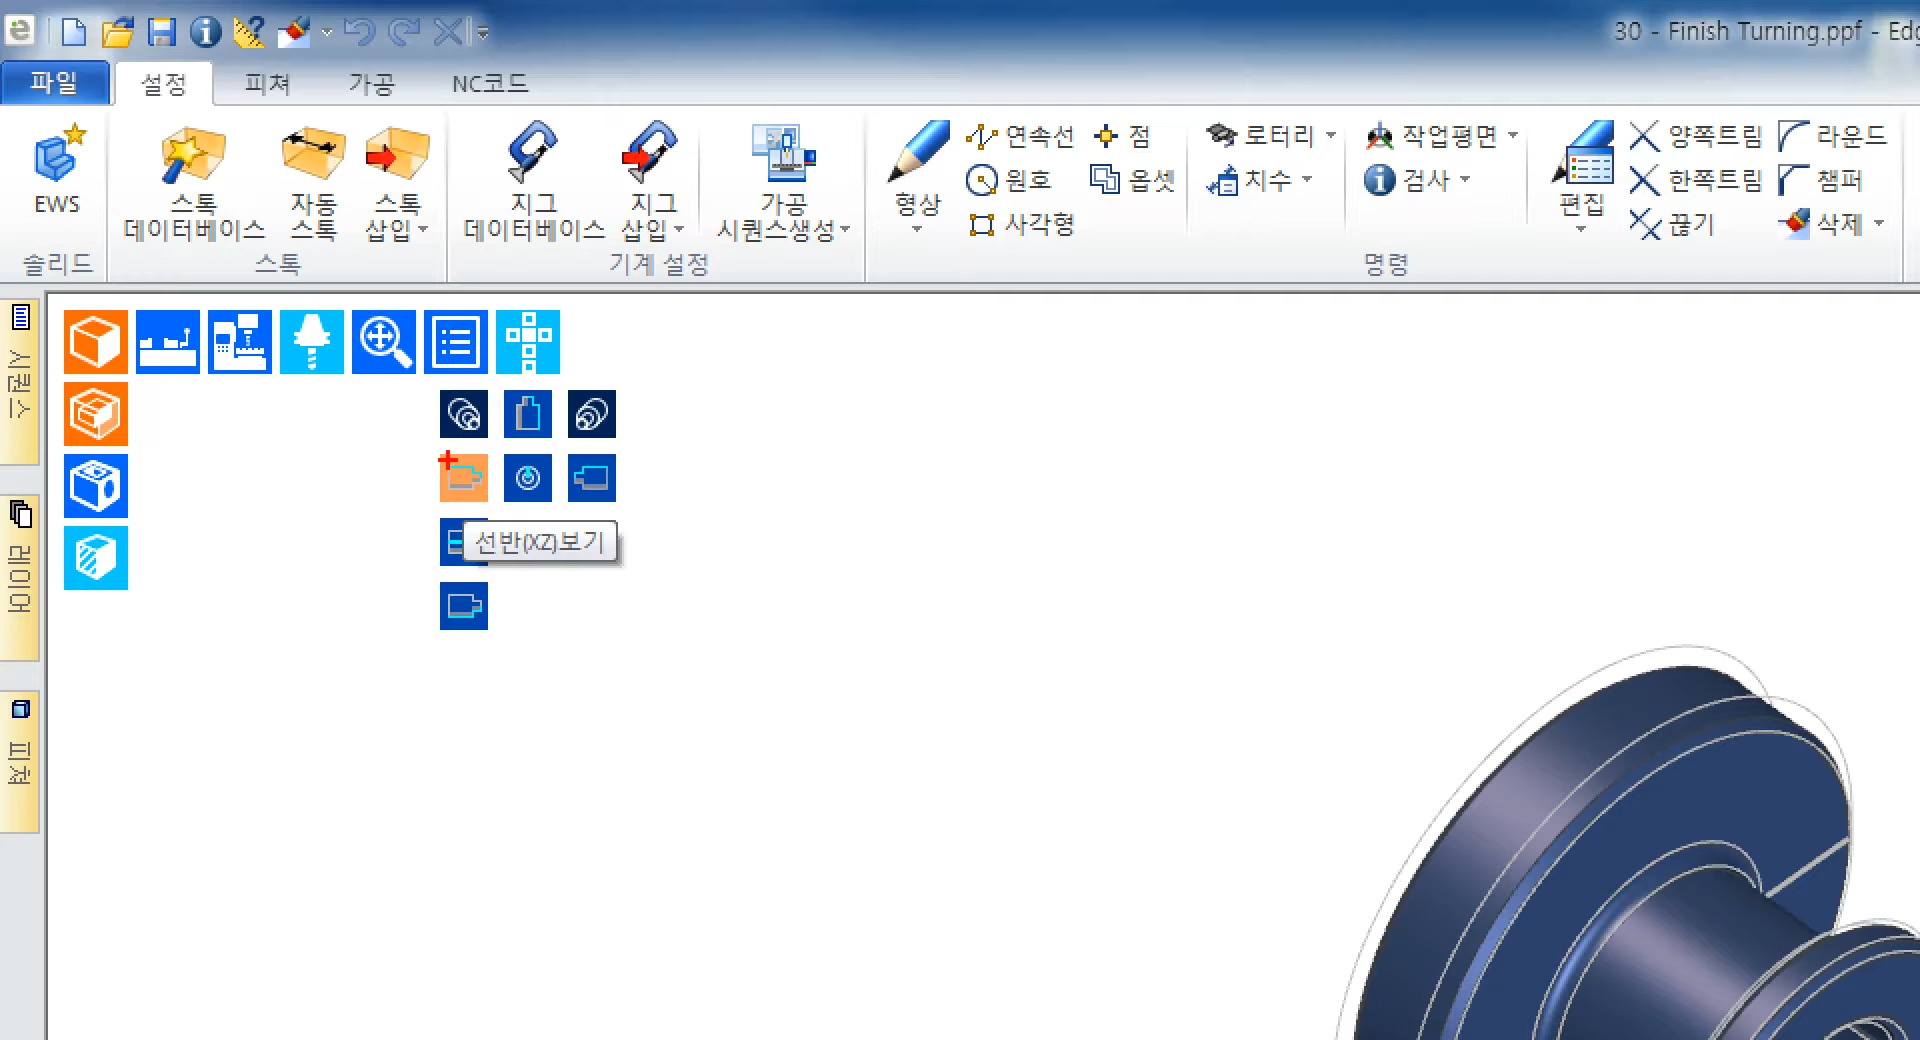 30 - Finish Turning.ppf - Edg
파일 설정 피쳐 가공 NC코드
EWS
스톡 데이터베이스
자동 스톡
스톡 삽입
지그 데이터베이스
지그 삽입
가공 시퀀스생성
형상
연속선 점
원호 옵셋
사각형
로터리
치수
작업평면
검사
편집
양쪽트림 라운드
한쪽트림 챔퍼
끊기 삭제
솔리드 스톡 기계 설정 명령
시퀀스
레이어
피쳐
선반(XZ)보기